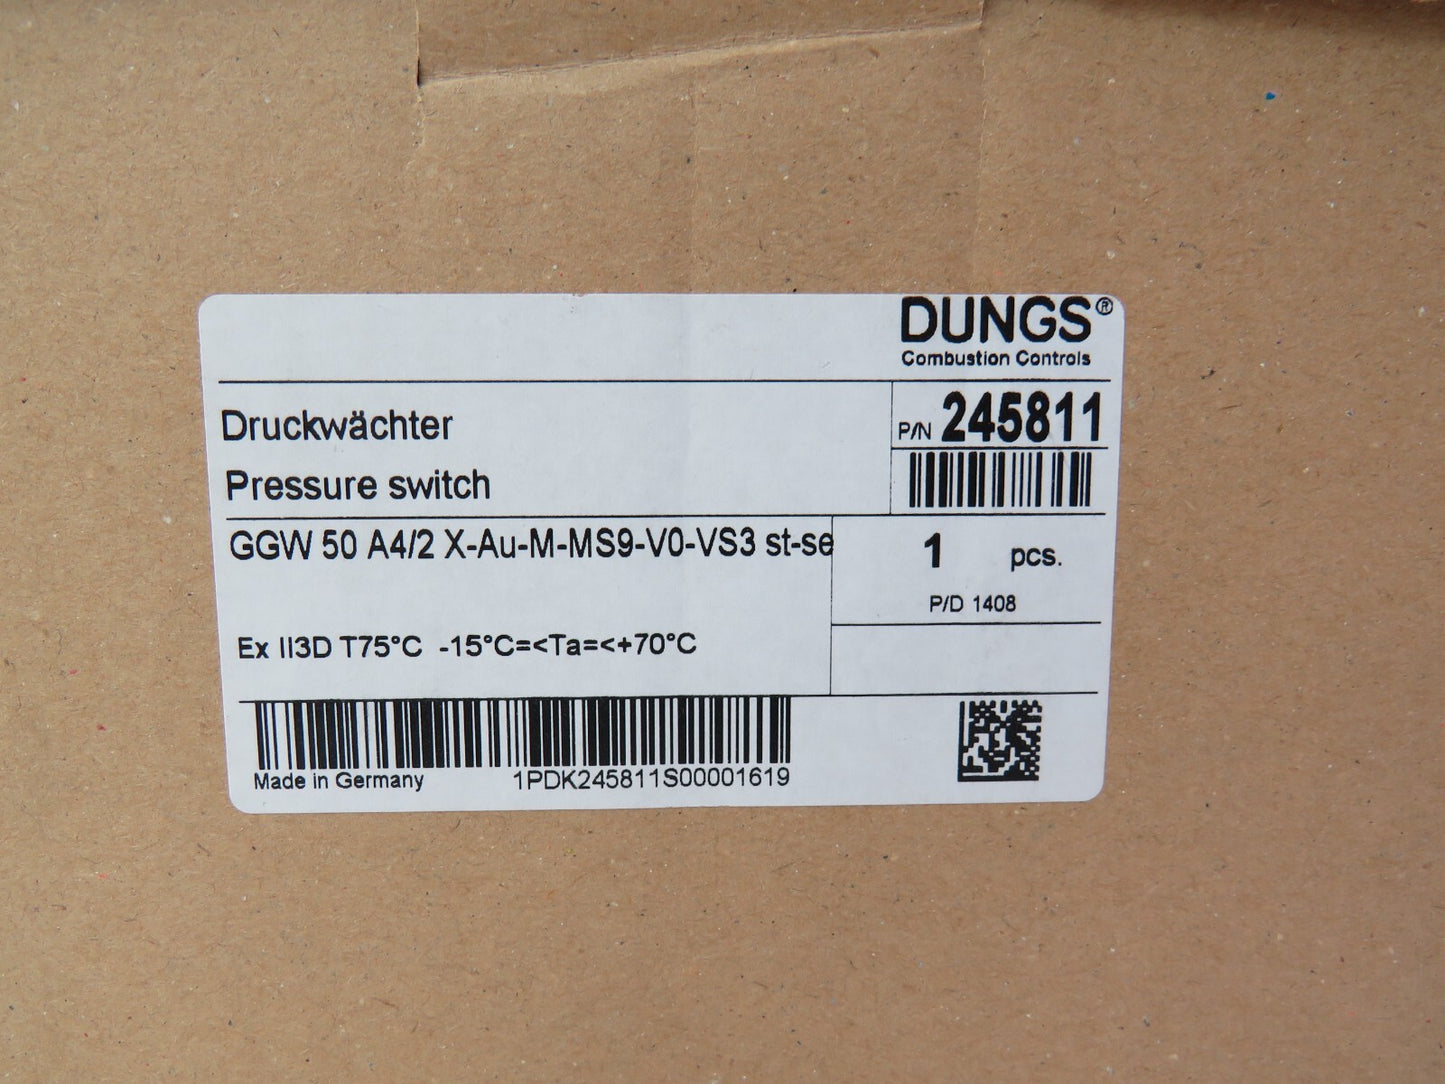 DUNGS®
Combustion Controls
Druckwächter
P/N 245811
Pressure switch
GGW 50 A4/2 X-Au-M-MS9-V0-VS3 st-se
1 pcs.
P/D 1408
Ex II3D T75°C -15°C=<Ta=<+70°C
Made in Germany 1PDK245811S00001619